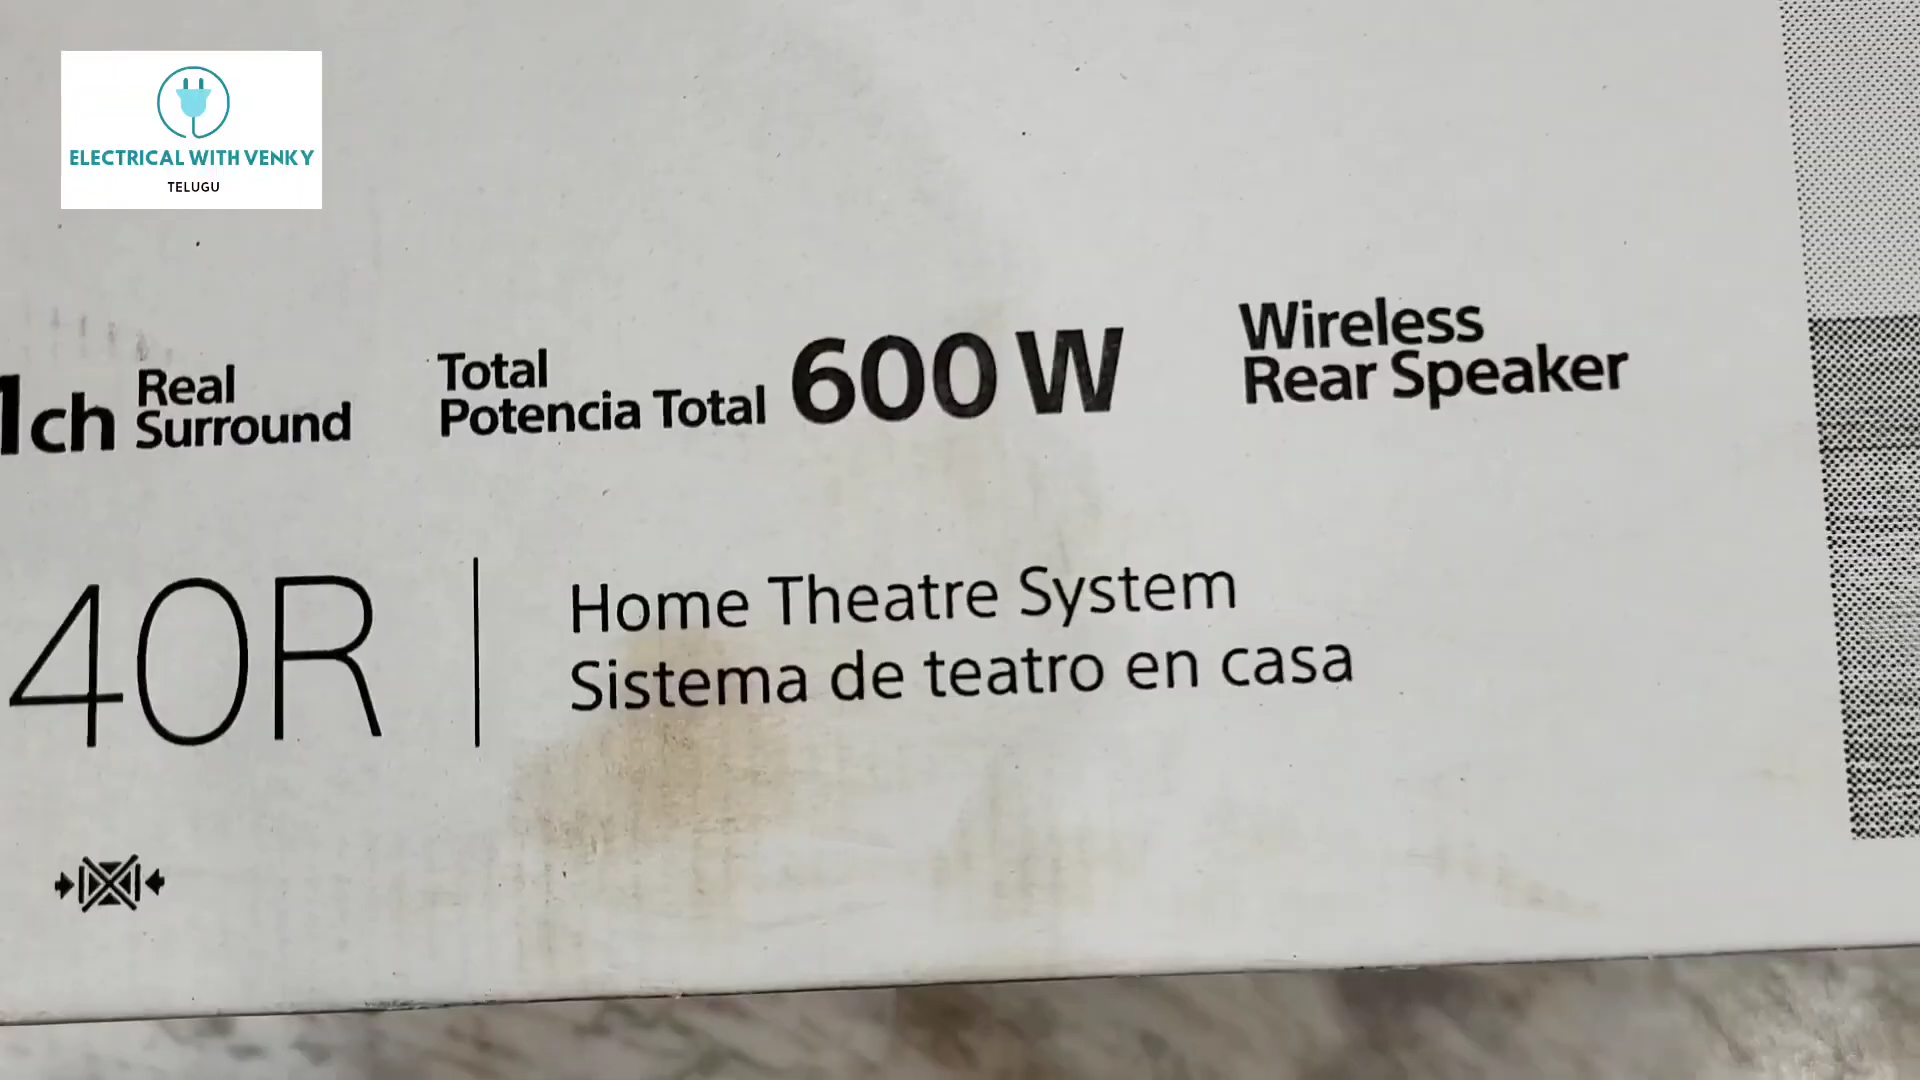 ELECTRICAL WITH VENKY
TELUGU
1ch Real Surround
Total
Potencia Total 600 W
Wireless
Rear Speaker
40R
Home Theatre System
Sistema de teatro en casa